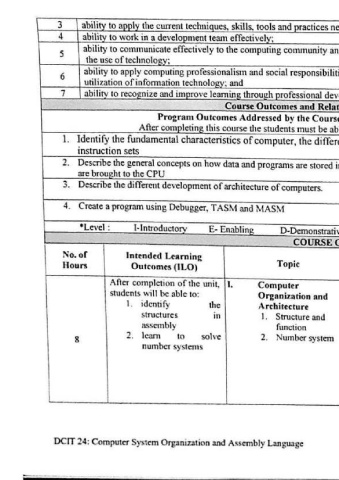 3 ability to apply the current techniques, skills, tools and practices ne
4 ability to work in a development team effectively;
5 ability to communicate effectively to the computing community an
the use of technology;
6 ability to apply computing professionalism and social responsibiliti
utilization of information technology; and
7 ability to recognize and improve learning through professional dev
Course Outcomes and Relat
Program Outcomes Addressed by the Course
After completing this course the students must be ab
1. Identify the fundamental characteristics of computer, the differe
instruction sets
2. Describe the general concepts on how data and programs are stored i
are brought to the CPU
3. Describe the different development of architecture of computers.
4. Create a program using Debugger, TASM and MASM
*Level : I-Introductory E- Enabling D-Demonstrativ
COURSE C
No. of
Hours
Intended Learning
Outcomes (ILO)
Topic
8
After completion of the unit,
students will be able to:
1. identify the
structures in
assembly
2. learn to solve
number systems
I. Computer
Organization and
Architecture
1. Structure and
function
2. Number system
DCIT 24: Computer System Organization and Assembly Language